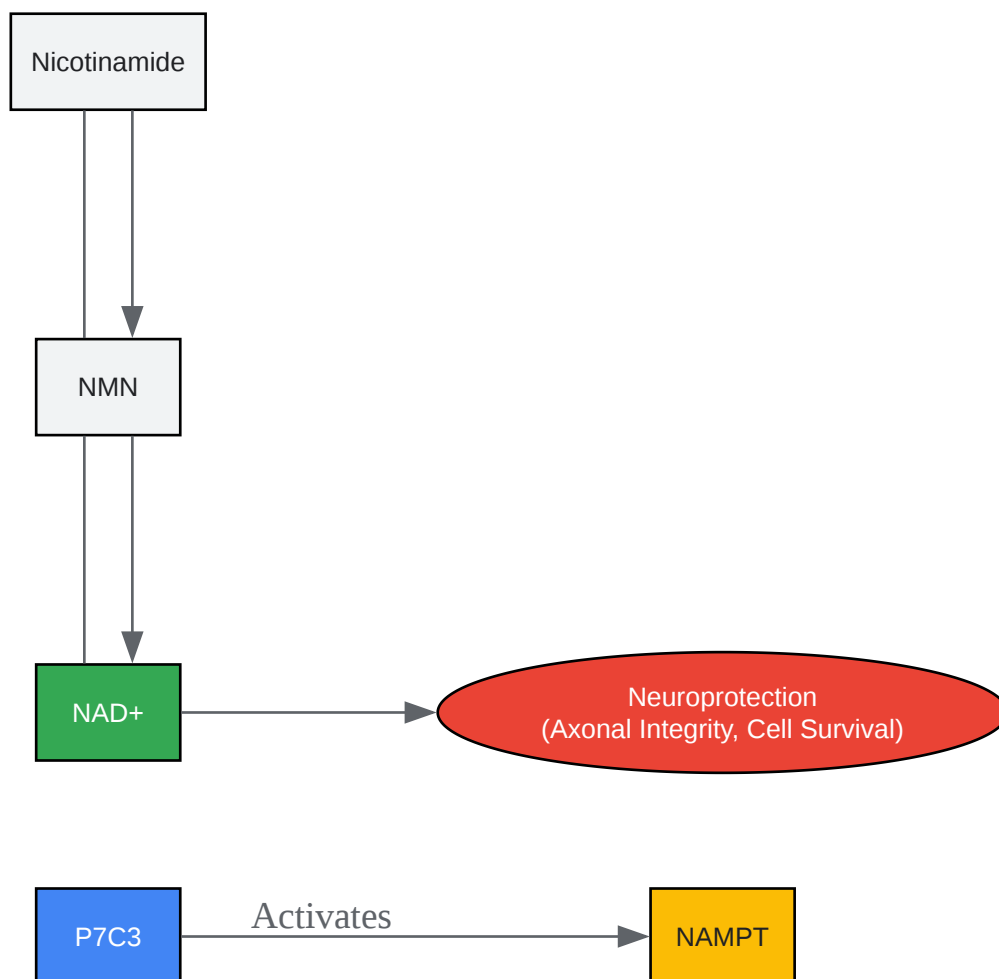 Nicotinamide
NMN
NAD+
Neuroprotection
(Axonal Integrity, Cell Survival)
P7C3
Activates
NAMPT